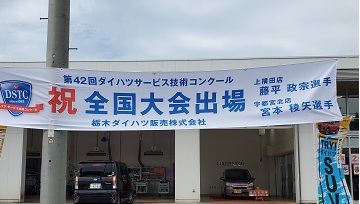 DSTC
第42回ダイハツサービス技術コンクール
祝 全国大会出場
上横田店
藤平 政宗選手
宇都宮北店
宮本 稜矢選手
栃木ダイハツ販売株式会社
TRY!
SUV